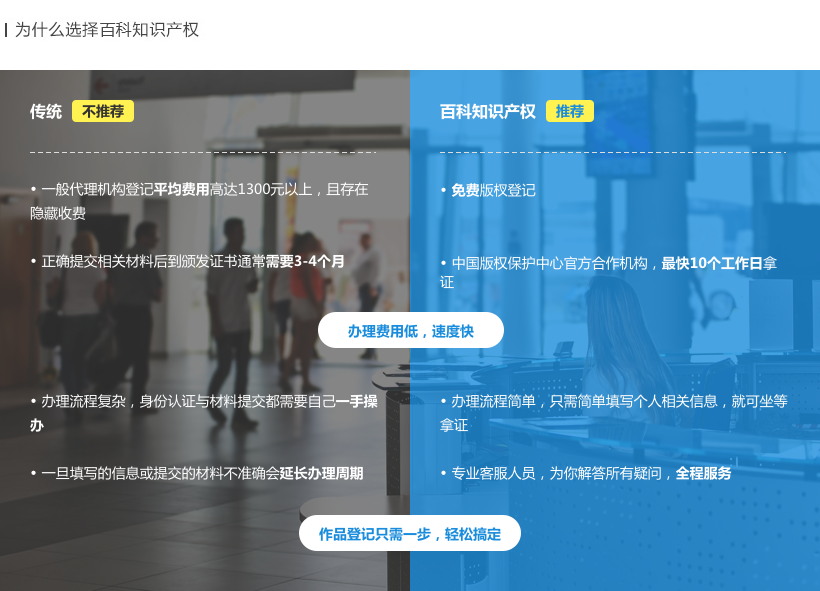 为什么选择百科知识产权
传统 不推荐
• 一般代理机构登记平均费用高达1300元以上，且存在
隐藏收费
• 正确提交相关材料后到颁发证书通常需要3-4个月
百科知识产权 推荐
• 免费版权登记
• 中国版权保护中心官方合作机构，最快10个工作日拿
证
办理费用低，速度快
• 办理流程复杂，身份认证与材料提交都需要自己一手操
办
• 一旦填写的信息或提交的材料不准确会延长办理周期
• 办理流程简单，只需简单填写个人相关信息，就可坐等
拿证
• 专业客服人员，为你解答所有疑问，全程服务
作品登记只需一步，轻松搞定